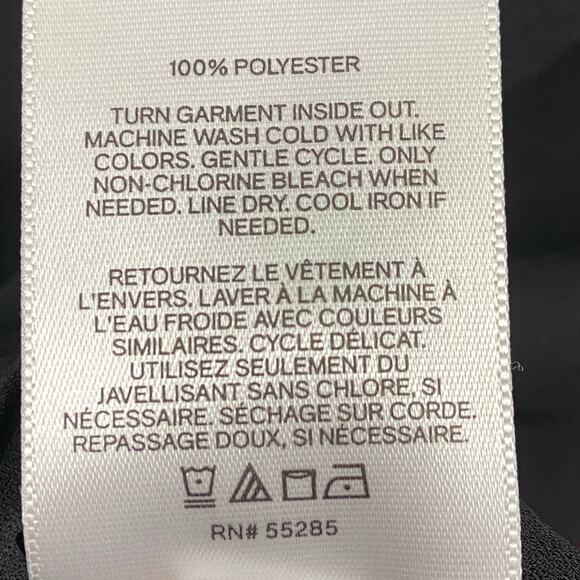 100% POLYESTER
TURN GARMENT INSIDE OUT.
MACHINE WASH COLD WITH LIKE
COLORS. GENTLE CYCLE. ONLY
NON-CHLORINE BLEACH WHEN
NEEDED. LINE DRY. COOL IRON IF
NEEDED.
RETOURNEZ LE VÊTEMENT À
L'ENVERS. LAVER À LA MACHINE À
L'EAU FROIDE AVEC COULEURS
SIMILAIRES. CYCLE DÉLICAT.
UTILISEZ SEULEMENT DU
JAVELLISANT SANS CHLORE, SI
NÉCESSAIRE. SÉCHAGE SUR CORDE.
REPASSAGE DOUX, SI NÉCESSAIRE.
RN# 55285